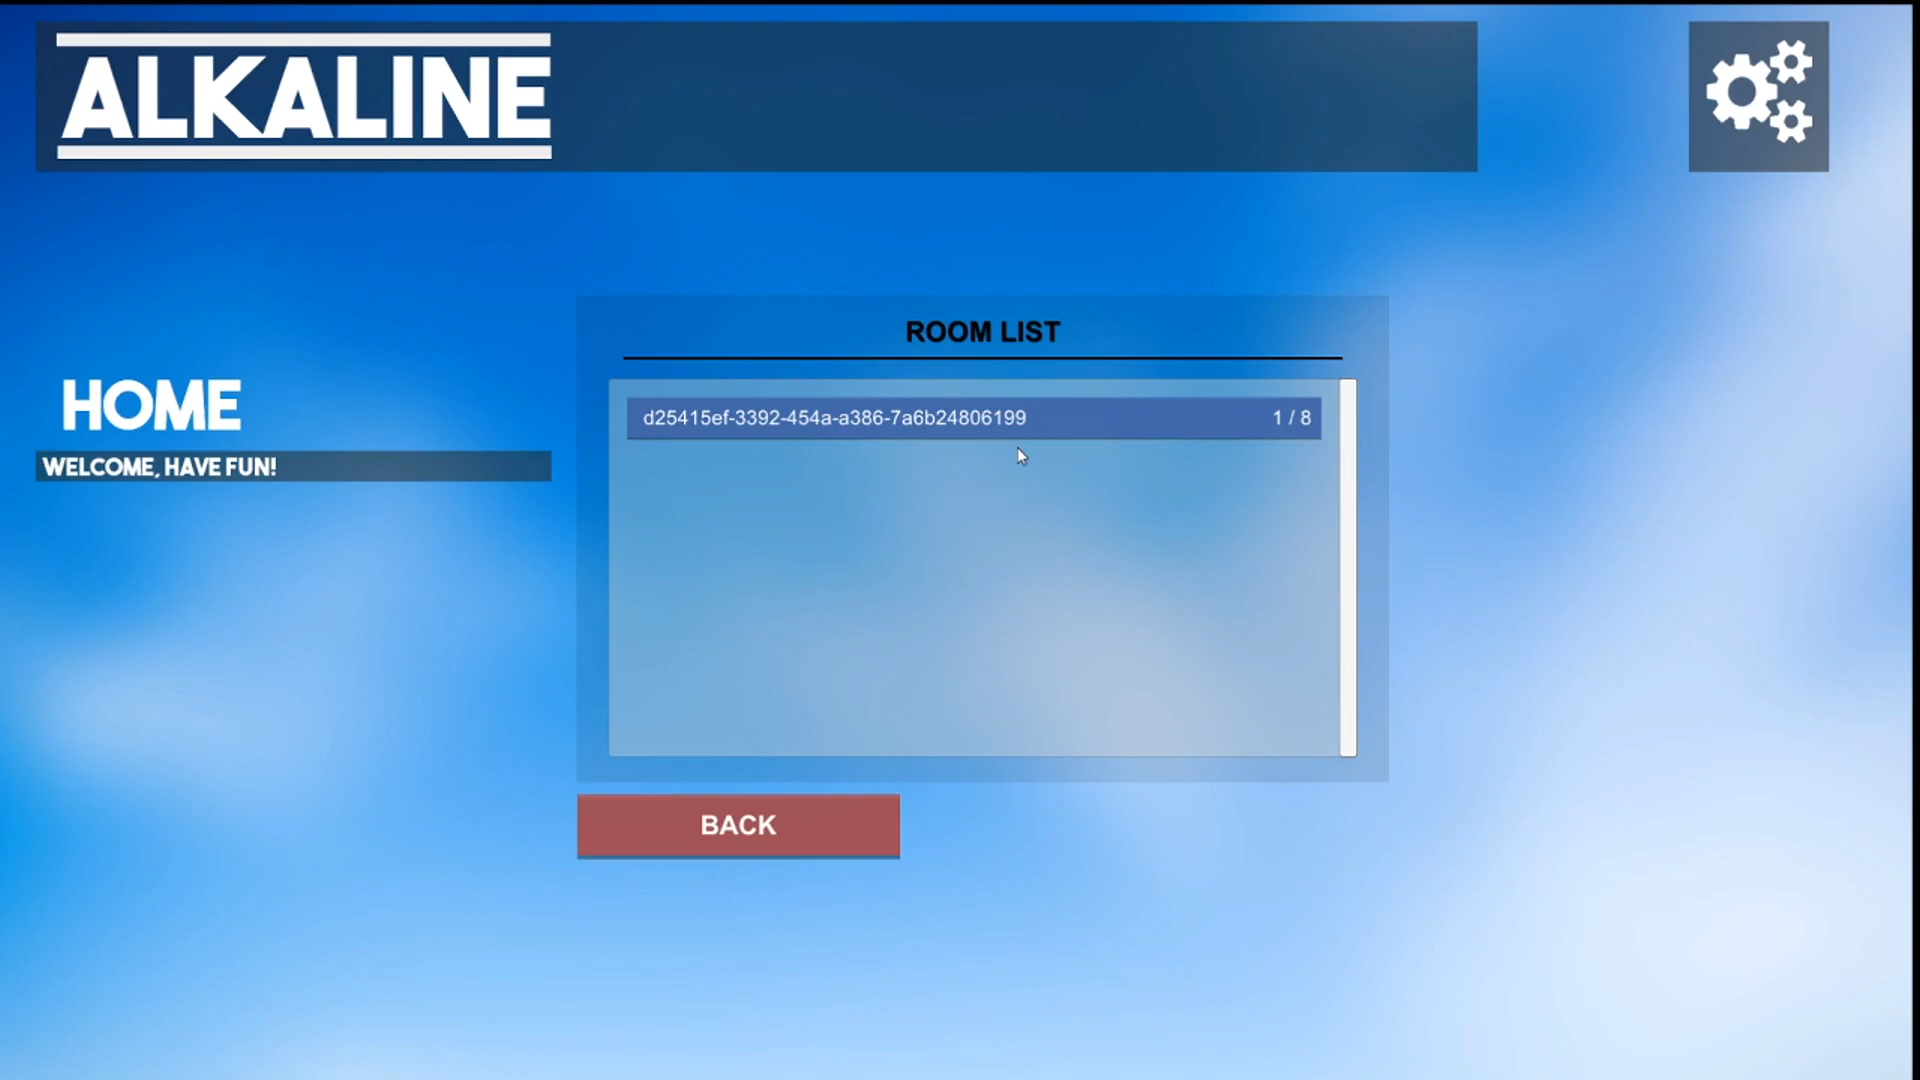 ALKALINE
ROOM LIST
d25415ef-3392-454a-a386-7a6b24806199 1 / 8
HOME
WELCOME, HAVE FUN!
BACK